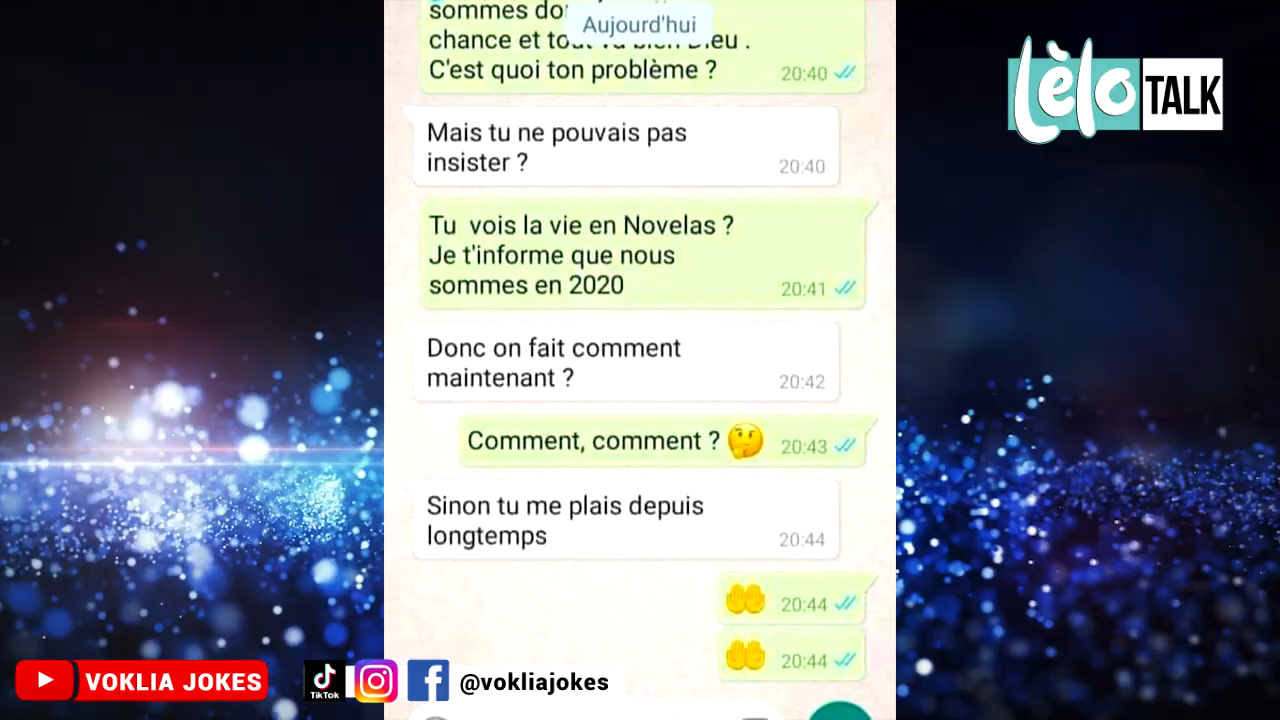 sommes
Aujourd'hui
chance et tout va bien Dieu .
C'est quoi ton problème ?
20:40
Mais tu ne pouvais pas
insister ?
20:40
Tu vois la vie en Novelas ?
Je t'informe que nous
sommes en 2020
20:41
Donc on fait comment
maintenant ?
20:42
Comment, comment ? 🤔 20:43
Sinon tu me plais depuis
longtemps
20:44
🤲 20:44
🤲 20:44
Lèlo TALK
VOKLIA JOKES
TikTok
@vokliajokes